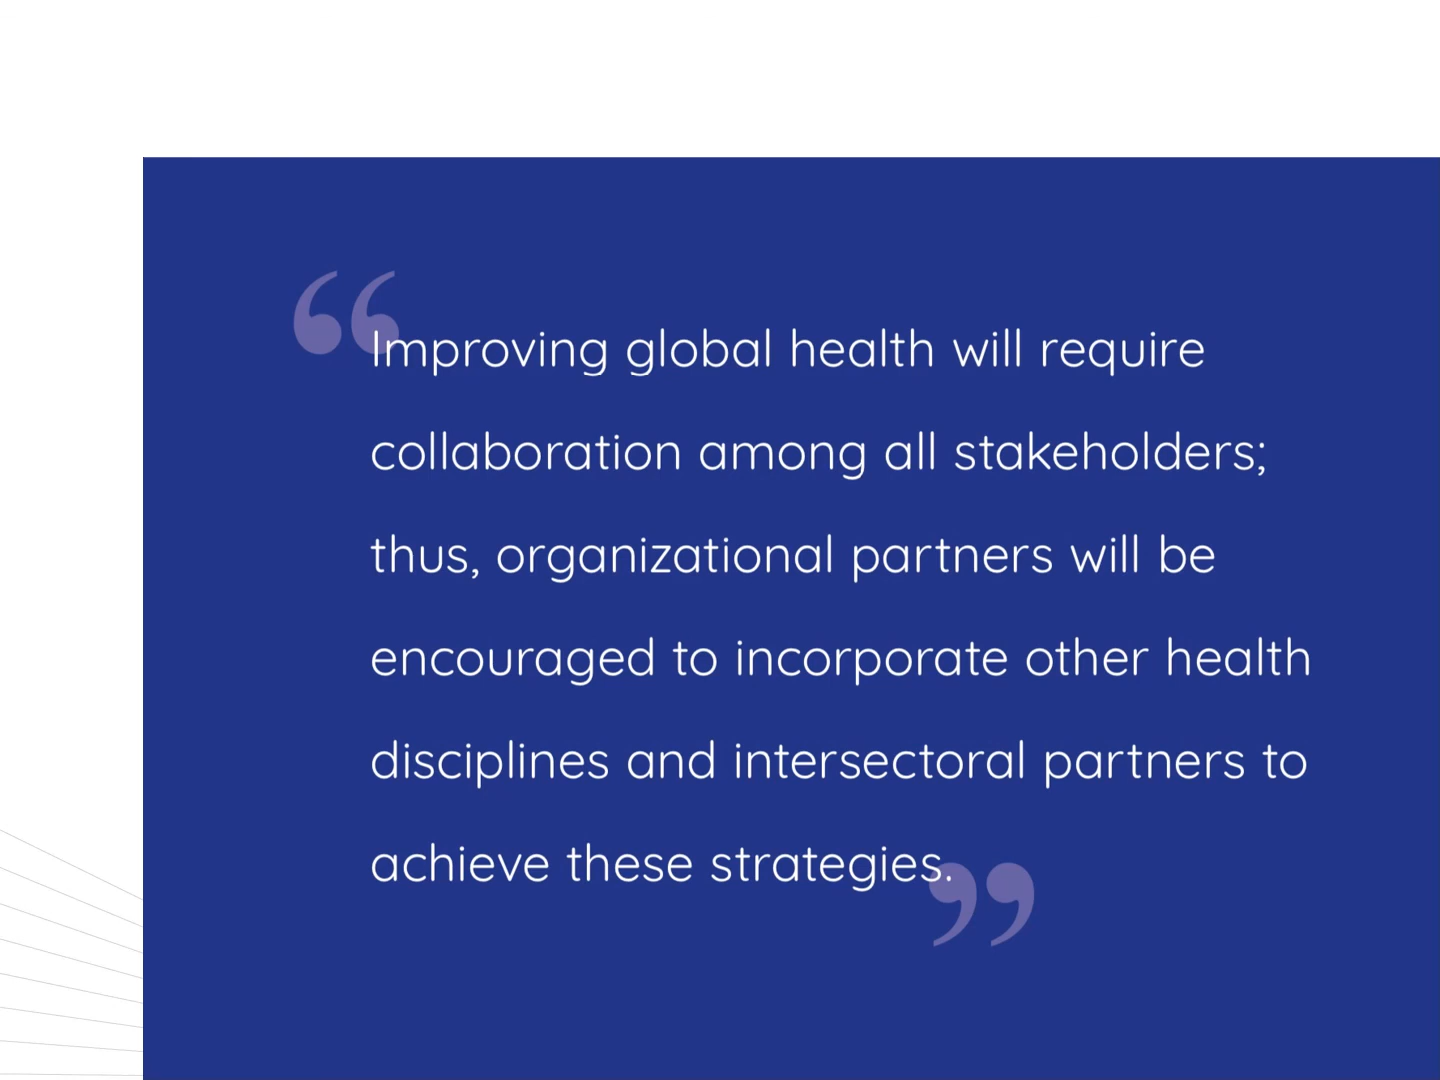 “Improving global health will require
collaboration among all stakeholders;
thus, organizational partners will be
encouraged to incorporate other health
disciplines and intersectoral partners to
achieve these strategies.”